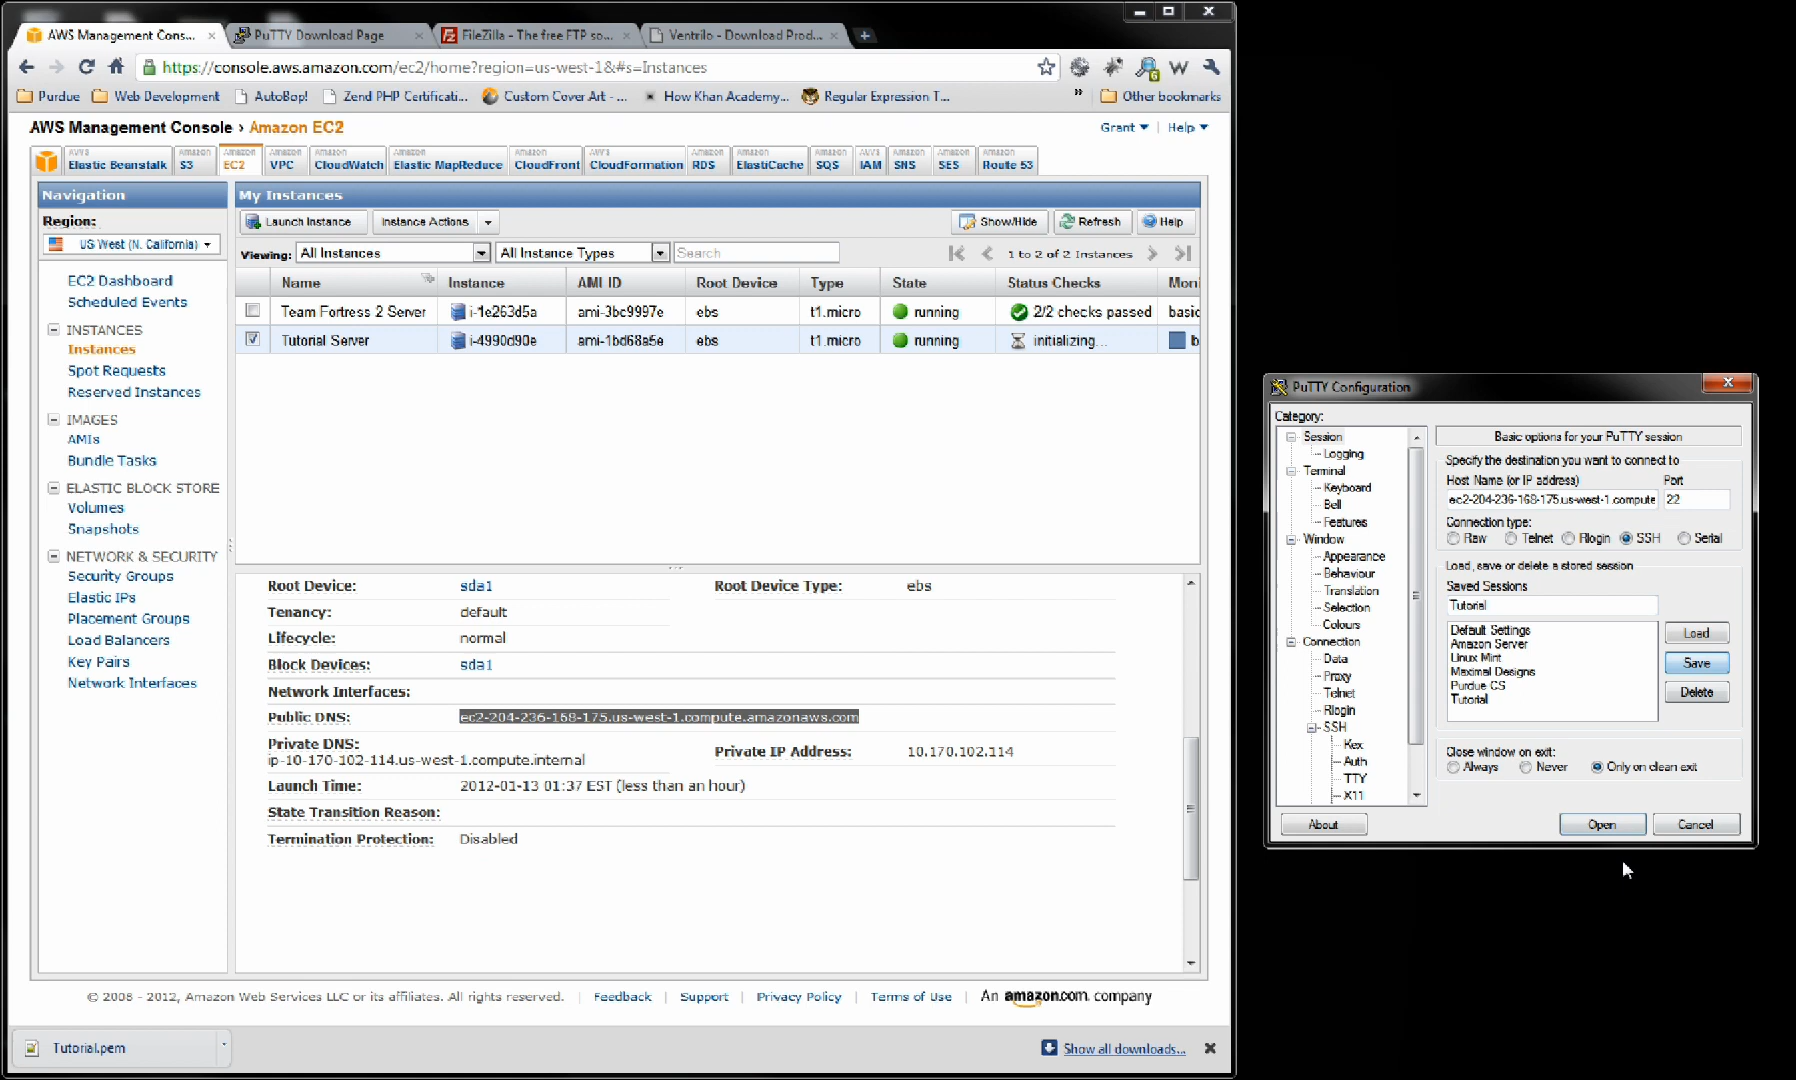 AWS Management Cons...
PuTTY Download Page
FileZilla - The free FTP so...
Ventrilo - Download Prod...
https://console.aws.amazon.com/ec2/home?region=us-west-1&#s=Instances
Purdue
Web Development
AutoBop!
Zend PHP Certificati...
Custom Cover Art - ...
How Khan Academy...
Regular Expression T...
»
Other bookmarks
AWS Management Console › Amazon EC2
Grant
Help
AWS
Elastic Beanstalk
Amazon
S3
Amazon
EC2
Amazon
VPC
Amazon
CloudWatch
Amazon
Elastic MapReduce
Amazon
CloudFront
AWS
CloudFormation
Amazon
RDS
Amazon
ElastiCache
Amazon
SQS
AWS
IAM
Amazon
SNS
Amazon
SES
Amazon
Route 53
Navigation
Region:
US West (N. California)
EC2 Dashboard
Scheduled Events
INSTANCES
Instances
Spot Requests
Reserved Instances
IMAGES
AMIs
Bundle Tasks
ELASTIC BLOCK STORE
Volumes
Snapshots
NETWORK & SECURITY
Security Groups
Elastic IPs
Placement Groups
Load Balancers
Key Pairs
Network Interfaces
My Instances
Launch Instance
Instance Actions
Show/Hide
Refresh
Help
Viewing: All Instances All Instance Types Search
1 to 2 of 2 Instances
Name Instance AMI ID Root Device Type State Status Checks Moni
Team Fortress 2 Server i-1e263d5a ami-3bc9997e ebs t1.micro running 2/2 checks passed basic
Tutorial Server i-4990d90e ami-1bd68a5e ebs t1.micro running initializing... b
Root Device: sda1 Root Device Type: ebs
Tenancy: default
Lifecycle: normal
Block Devices: sda1
Network Interfaces:
Public DNS: ec2-204-236-168-175.us-west-1.compute.amazonaws.com
Private DNS:
ip-10-170-102-114.us-west-1.compute.internal
Private IP Address: 10.170.102.114
Launch Time: 2012-01-13 01:37 EST (less than an hour)
State Transition Reason:
Termination Protection: Disabled
© 2008 - 2012, Amazon Web Services LLC or its affiliates. All rights reserved. | Feedback | Support | Privacy Policy | Terms of Use | An amazon.com. company
Tutorial.pem
Show all downloads...
PuTTY Configuration
Category:
Session
Logging
Terminal
Keyboard
Bell
Features
Window
Appearance
Behaviour
Translation
Selection
Colours
Connection
Data
Proxy
Telnet
Rlogin
SSH
Kex
Auth
TTY
X11
Basic options for your PuTTY session
Specify the destination you want to connect to
Host Name (or IP address) Port
ec2-204-236-168-175.us-west-1.compute 22
Connection type:
Raw Telnet Rlogin SSH Serial
Load, save or delete a stored session
Saved Sessions
Tutorial
Default Settings
Amazon Server
Linux Mint
Maximal Designs
Purdue CS
Tutorial
Load
Save
Delete
Close window on exit:
Always Never Only on clean exit
About
Open
Cancel